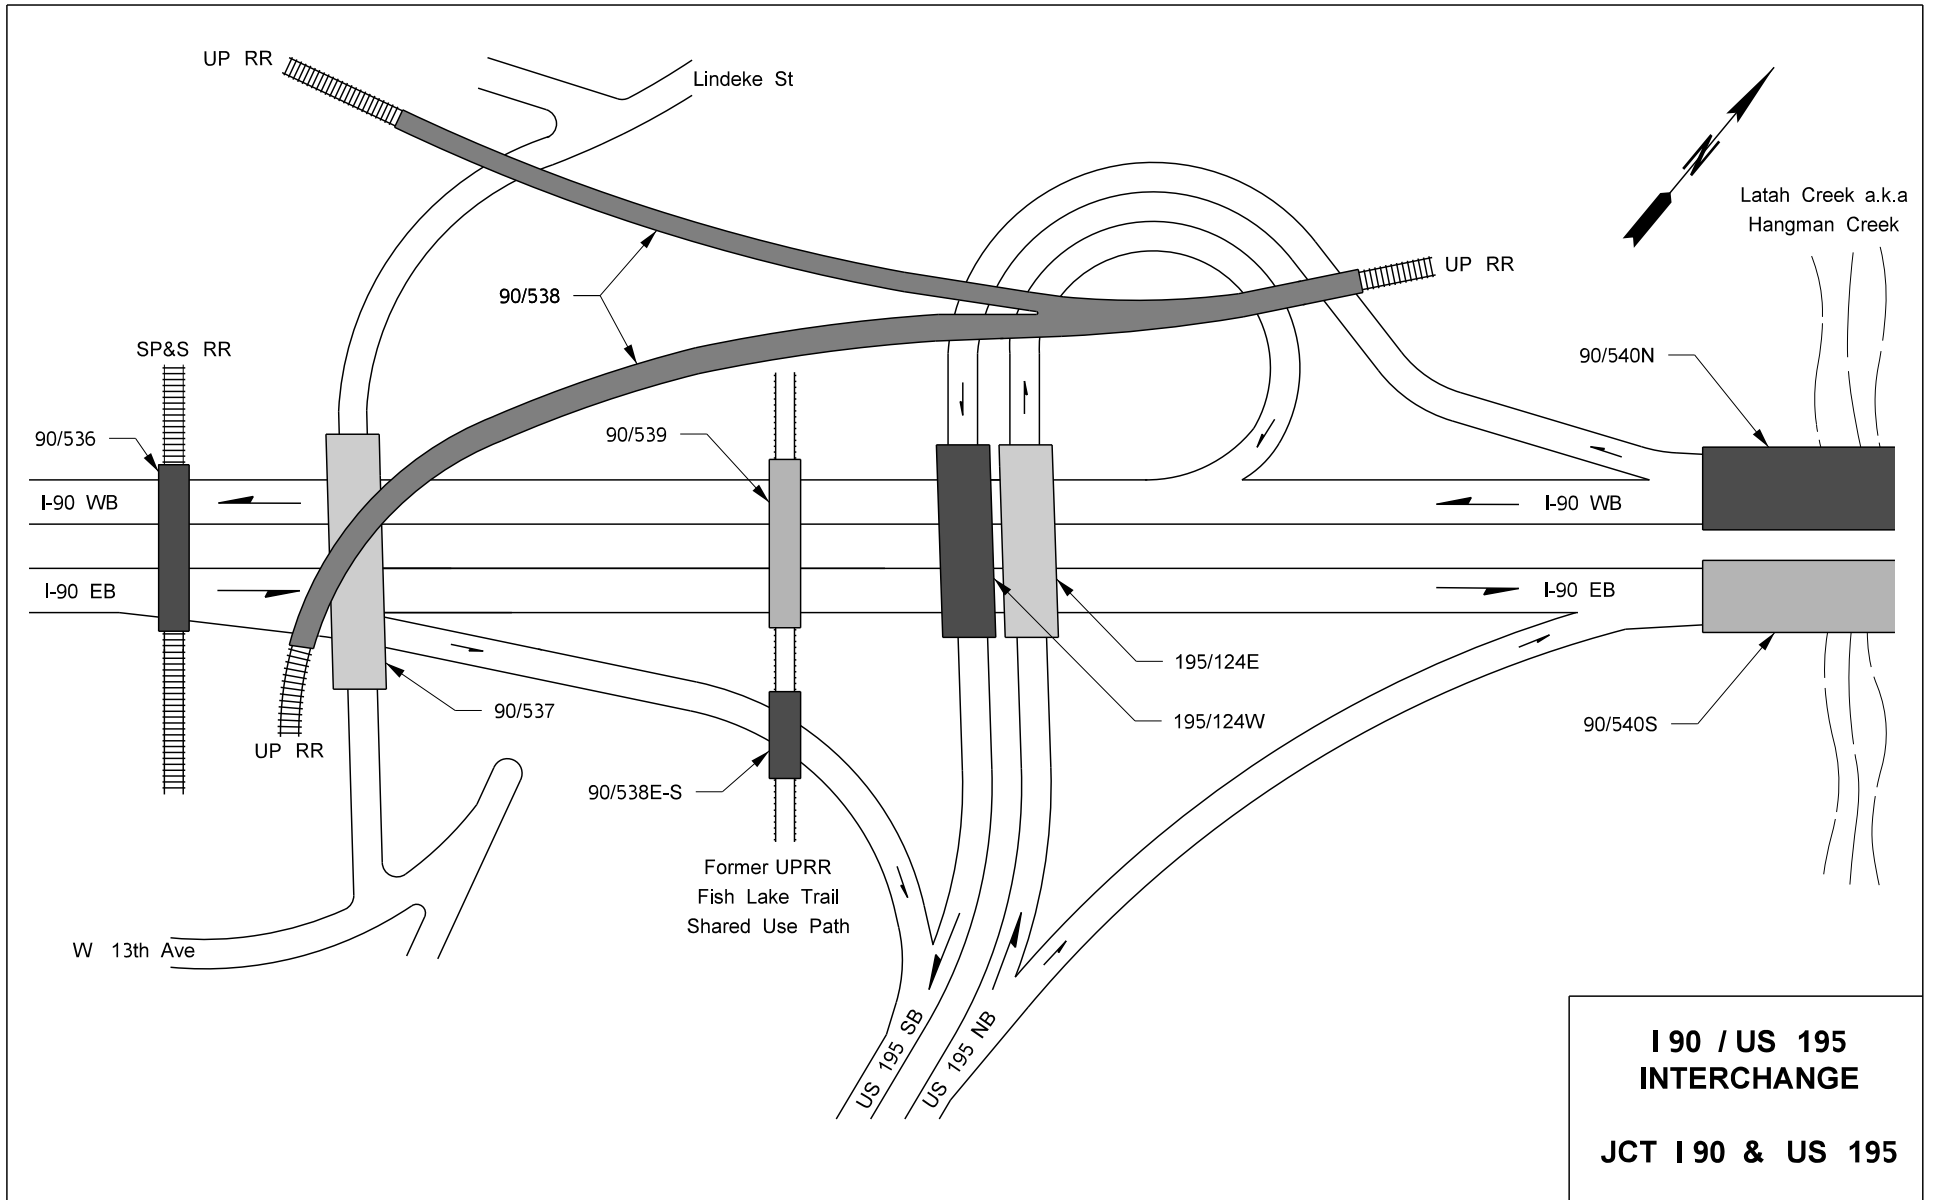 UP RR
Lindeke St
Latah Creek a.k.a
Hangman Creek
N
UP RR
90/538
SP&S RR
90/540N
90/536
90/539
I-90 WB
I-90 WB
I-90 EB
I-90 EB
195/124E
90/537
195/124W
90/540S
UP RR
90/538E-S
Former UPRR
Fish Lake Trail
Shared Use Path
W 13th Ave
US 195 SB
US 195 NB
I 90 / US 195
INTERCHANGE
JCT I 90 & US 195